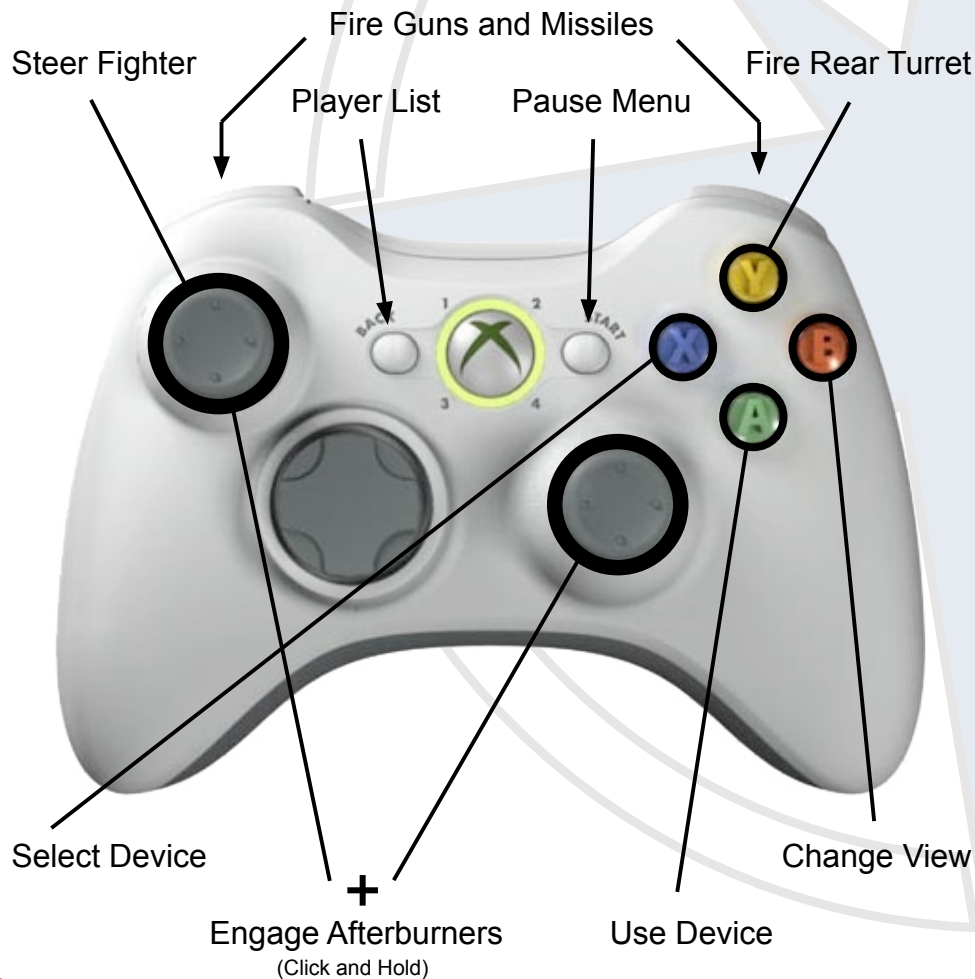 Fire Guns and Missiles
Steer Fighter
Fire Rear Turret
Player List
Pause Menu
Y
1
2
BACK
START
X
B
3
4
A
Select Device
Change View
+
Engage Afterburners
Use Device
(Click and Hold)